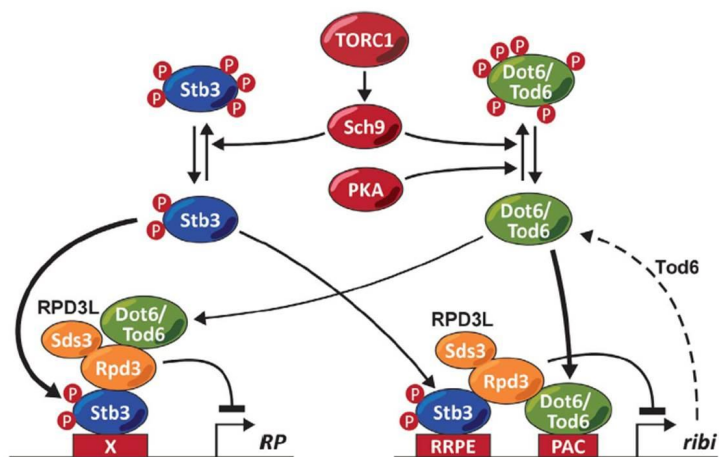 TORC1
P P P P P
Stb3
P P P P P P
Dot6/
Tod6
Sch9
PKA
P P
Stb3
Dot6/
Tod6
Tod6
RPD3L
Sds3
Dot6/
Tod6
Rpd3
P P
Stb3
X
RP
RPD3L
Sds3
Rpd3
P P
Stb3
Dot6/
Tod6
RRPE
PAC
ribi